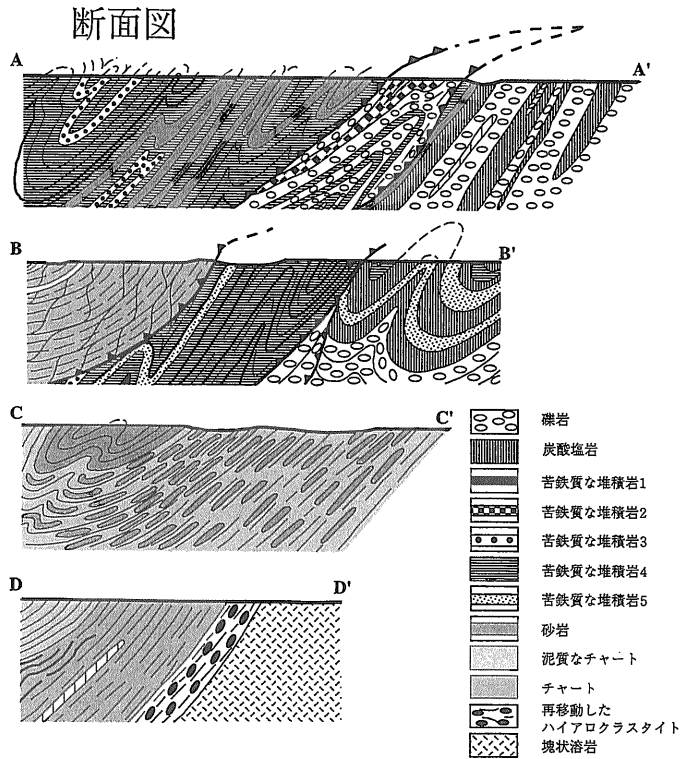 断面図
A
A'
B
B'
C
C'
D
D'
礫岩
炭酸塩岩
苦鉄質な堆積岩1
苦鉄質な堆積岩2
苦鉄質な堆積岩3
苦鉄質な堆積岩4
苦鉄質な堆積岩5
砂岩
泥質なチャート
チャート
再移動した
ハイアロクラスタイト
塊状溶岩